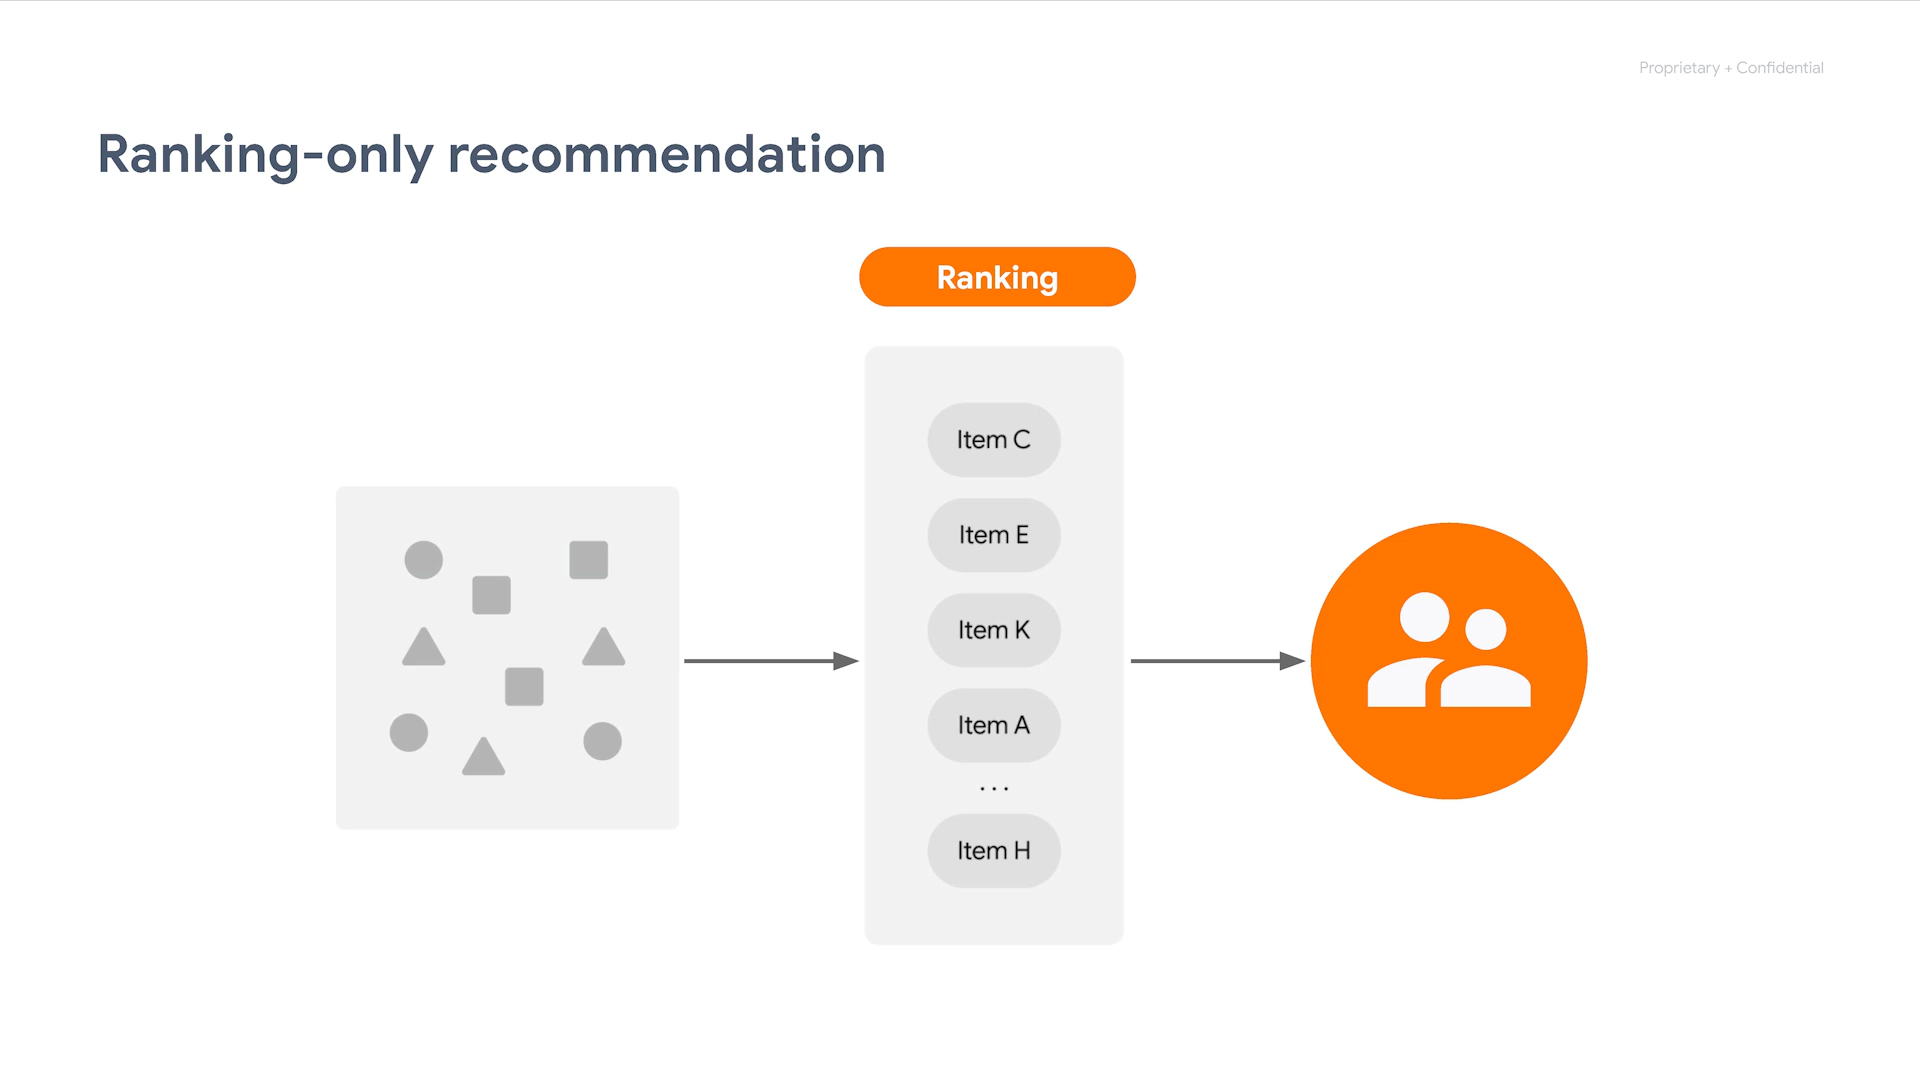 Proprietary + Confidential
Ranking-only recommendation
Ranking
Item C
Item E
Item K
Item A
...
Item H